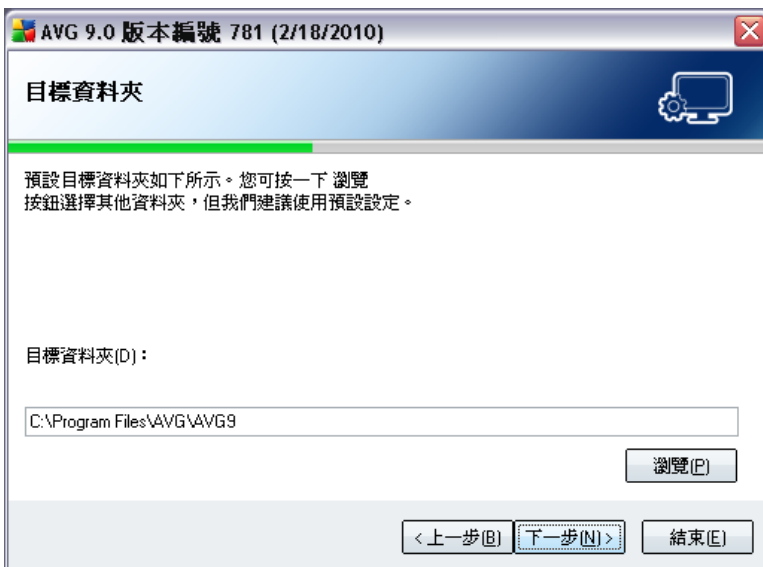 AVG 9.0 版本編號 781 (2/18/2010)
目標資料夾
預設目標資料夾如下所示。您可按一下 瀏覽
按鈕選擇其他資料夾，但我們建議使用預設設定。
目標資料夾(D)：
C:\Program Files\AVG\AVG9
瀏覽(P)
<上一步(B)
下一步(N)>
結束(E)